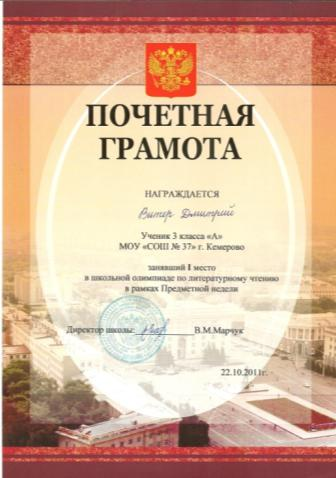 ПОЧЕТНАЯ
ГРАМОТА
НАГРАЖДАЕТСЯ
Витер Дмитрий
Ученик 3 класса «А»
МОУ «СОШ № 37» г. Кемерово
занявший I место
в школьной олимпиаде по литературному чтению
в рамках Предметной недели
Директор школы: В.М.Марчук
22.10.2011г.